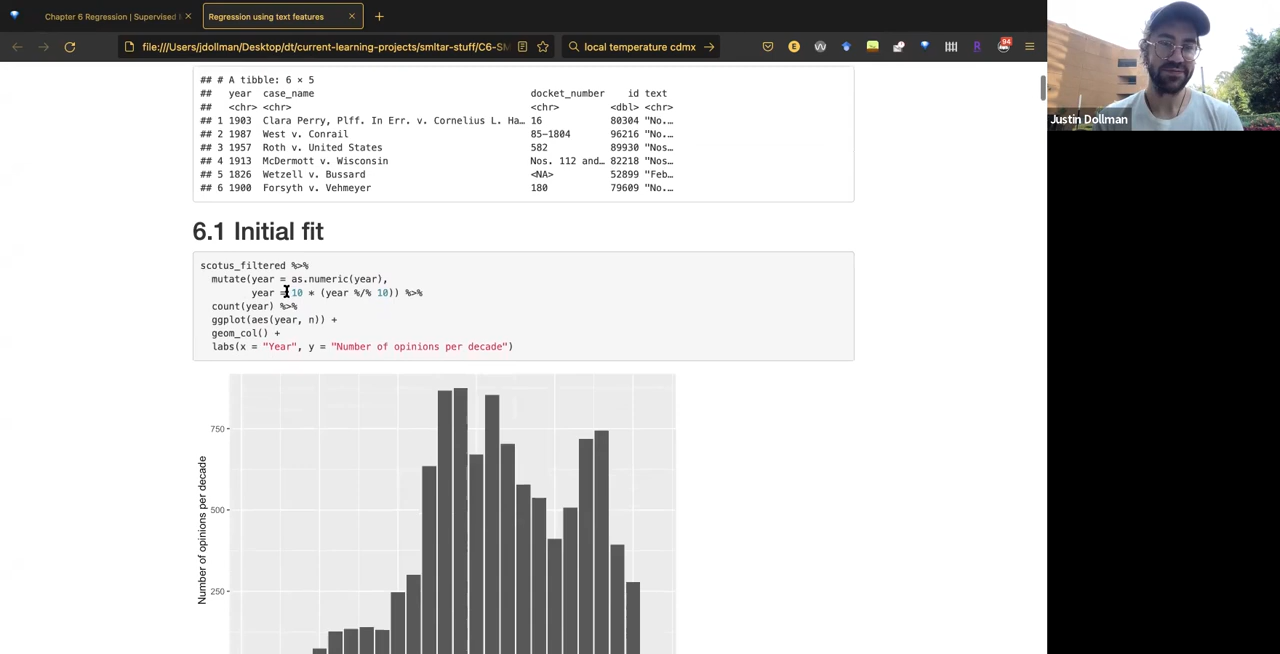 Chapter 6 Regression | Supervised
Regression using text features
file:///Users/jdollman/Desktop/dt/current-learning-projects/smltar-stuff/C6-SM
local temperature cdmx
94
## # A tibble: 6 × 5
##   year  case_name docket_number id text
##   <chr> <chr> <chr> <dbl> <chr>
## 1 1903  Clara Perry, Plff. In Err. v. Cornelius L. Ha… 16 80304 "No.…
## 2 1987  West v. Conrail 85-1804 96216 "Nos…
## 3 1957  Roth v. United States 582 89930 "Nos…
## 4 1913  McDermott v. Wisconsin Nos. 112 and… 82218 "Nos…
## 5 1826  Wetzell v. Bussard <NA> 52899 "Feb…
## 6 1900  Forsyth v. Vehmeyer 180 79609 "No.…
6.1 Initial fit
scotus_filtered %>%
mutate(year = as.numeric(year),
year = 10 * (year %/% 10)) %>%
count(year) %>%
ggplot(aes(year, n)) +
geom_col() +
labs(x = "Year", y = "Number of opinions per decade")
750
500
250
Number of opinions per decade
Justin Dollman